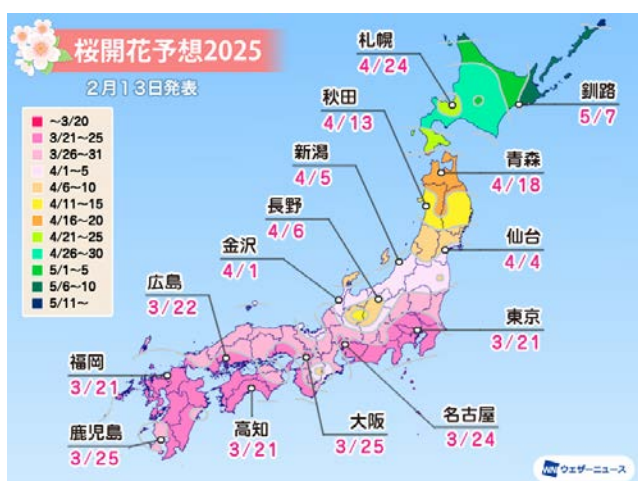 桜開花予想2025
2月13日発表
~3/20
3/21~25
3/26~31
4/1~5
4/6~10
4/11~15
4/16~20
4/21~25
4/26~30
5/1~5
5/6~10
5/11~
札幌
4/24
釧路
5/7
秋田
4/13
青森
4/18
新潟
4/5
長野
4/6
仙台
4/4
金沢
4/1
広島
3/22
東京
3/21
福岡
3/21
鹿児島
3/25
高知
3/21
大阪
3/25
名古屋
3/24
WNI ウェザーニュース